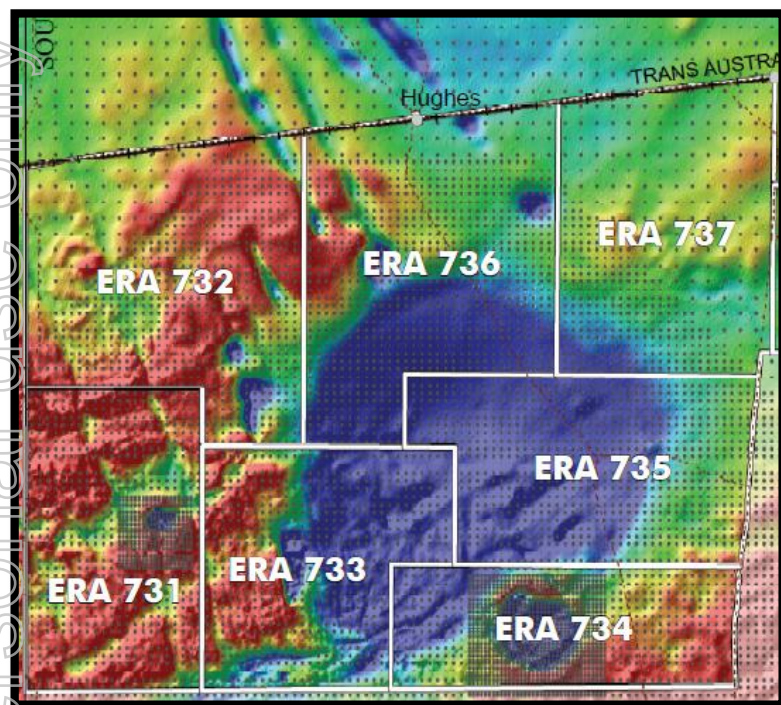 SOU
TRANS AUSTRA
Hughes
ERA 737
ERA 736
ERA 732
ERA 735
ERA 731
ERA 733
ERA 734